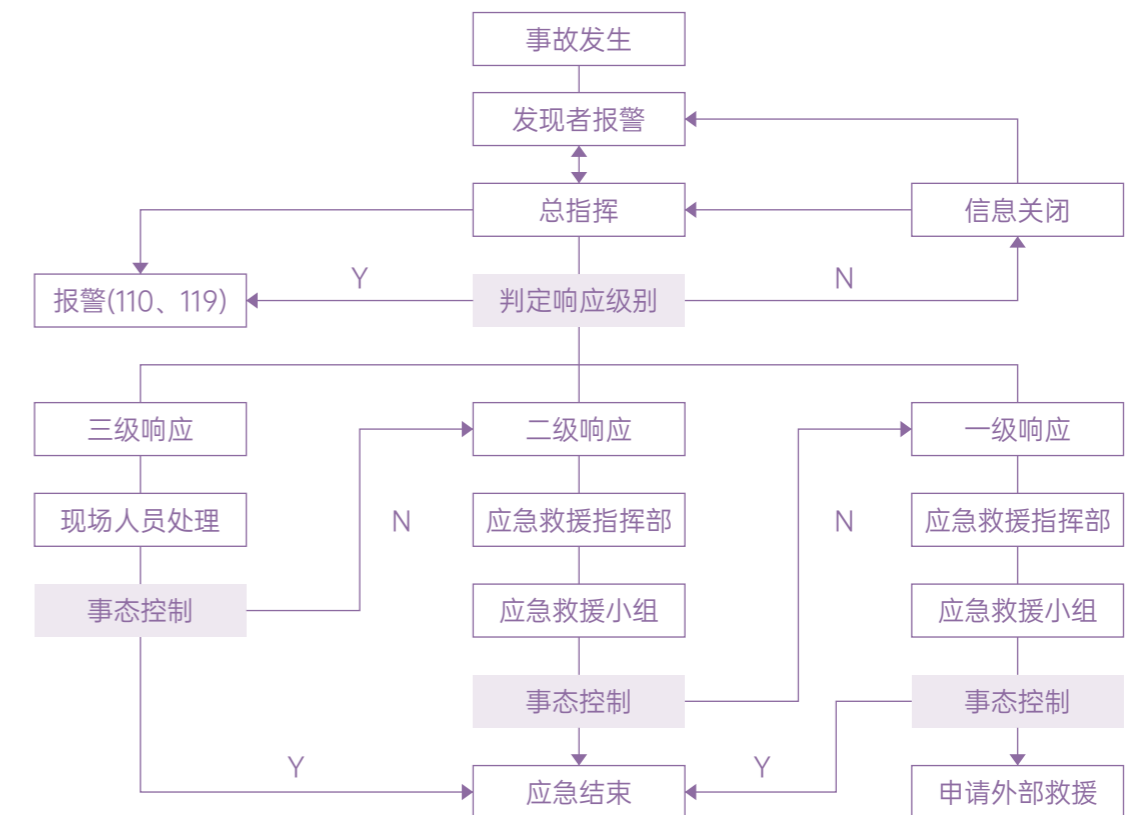 事故发生
发现者报警
总指挥
信息关闭
报警(110、119)
Y
判定响应级别
N
三级响应
二级响应
一级响应
现场人员处理
N
应急救援指挥部
N
应急救援指挥部
事态控制
应急救援小组
应急救援小组
事态控制
事态控制
Y
应急结束
Y
申请外部救援